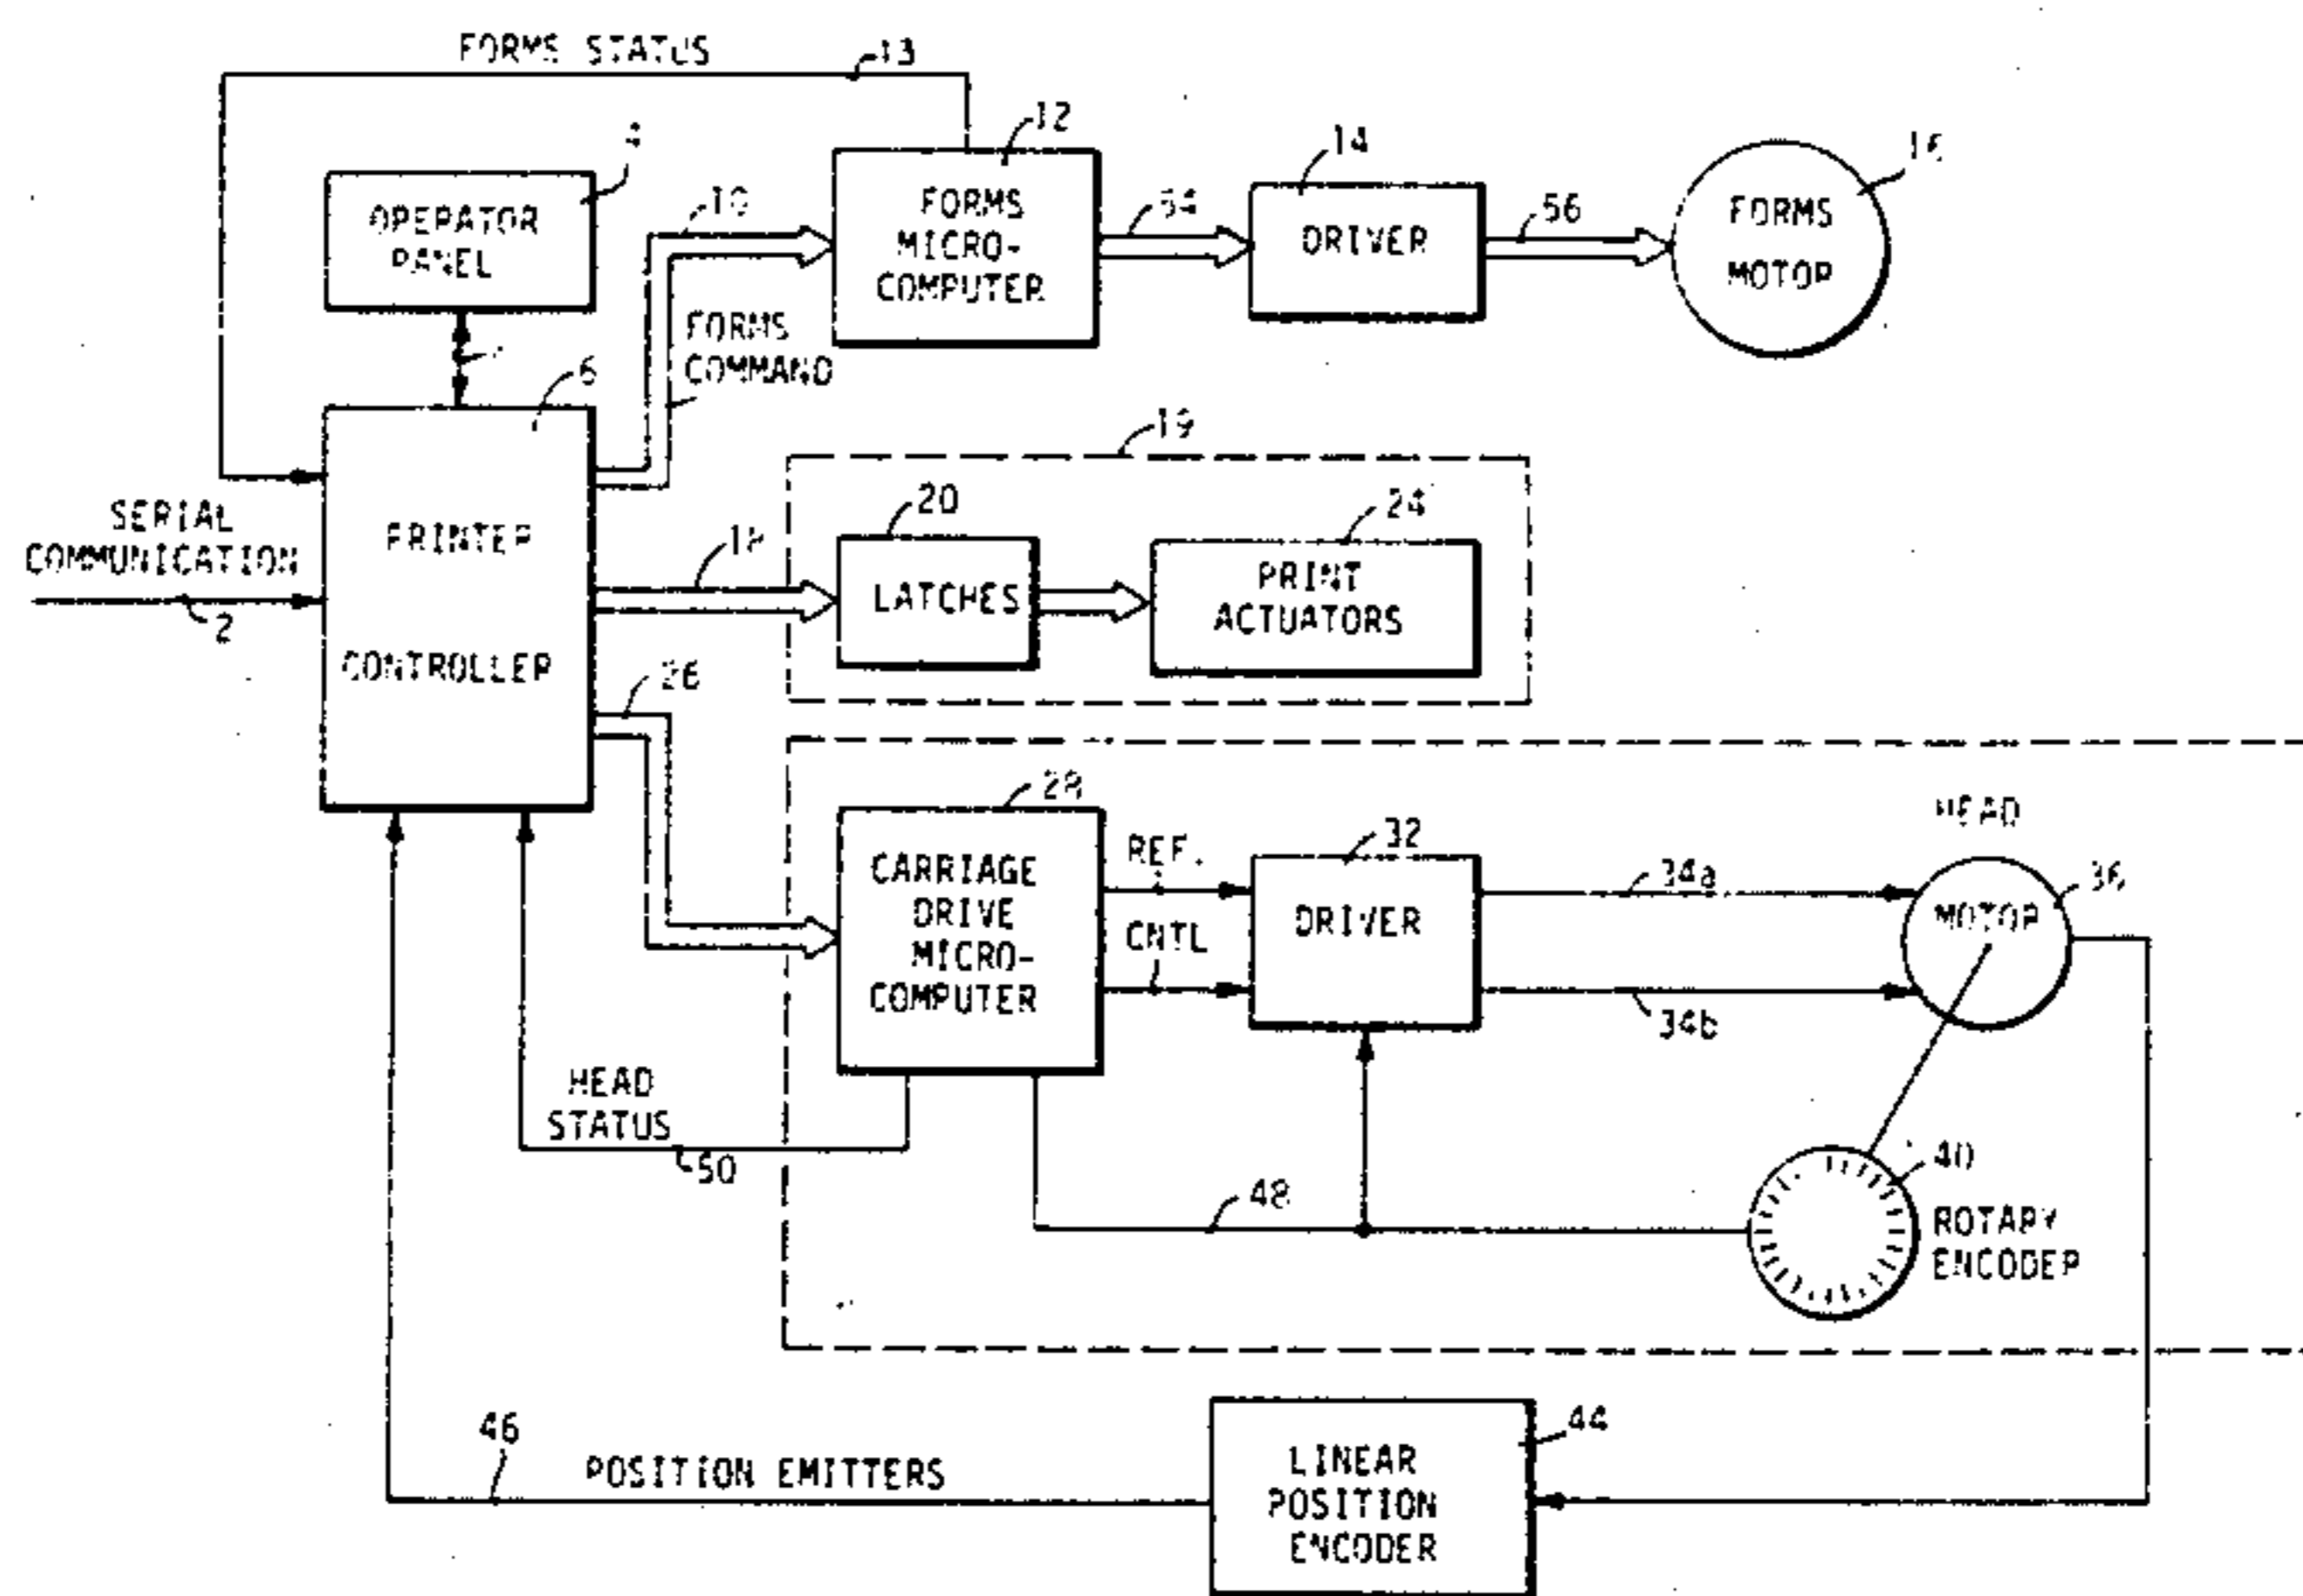 FORMS STATUS
13
12
4
14
16
OPERATOR
PANEL
10
FORMS
MICRO-
COMPUTER
54
DRIVER
56
FORMS
MOTOR
FORMS
COMMAND
6
19
SERIAL
COMMUNICATION
2
PRINTER
CONTROLLER
18
20
LATCHES
24
PRINT
ACTUATORS
26
28
CARRIAGE
DRIVE
MICRO-
COMPUTER
REF.
CNTL
32
DRIVER
34a
34b
HEAD
MOTOR
36
HEAD
STATUS
50
48
40
ROTARY
ENCODER
46
POSITION EMITTERS
44
LINEAR
POSITION
ENCODER